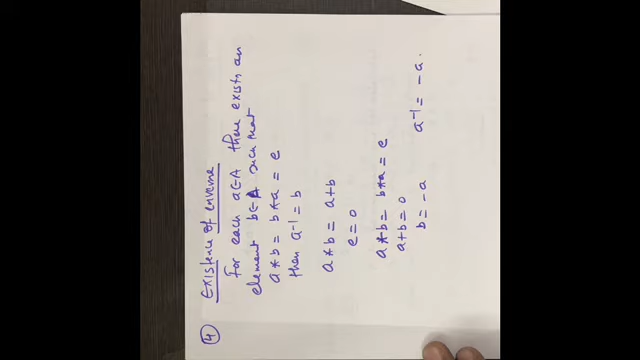 4 Existence of inverse
For each a∈A there exists an
element b∈A such that
a*b = b*a = e
then a-1 = b
a*b = a+b
e=0
a*b = b*a = e
a+b=0
b= -a
a-1 = -a.